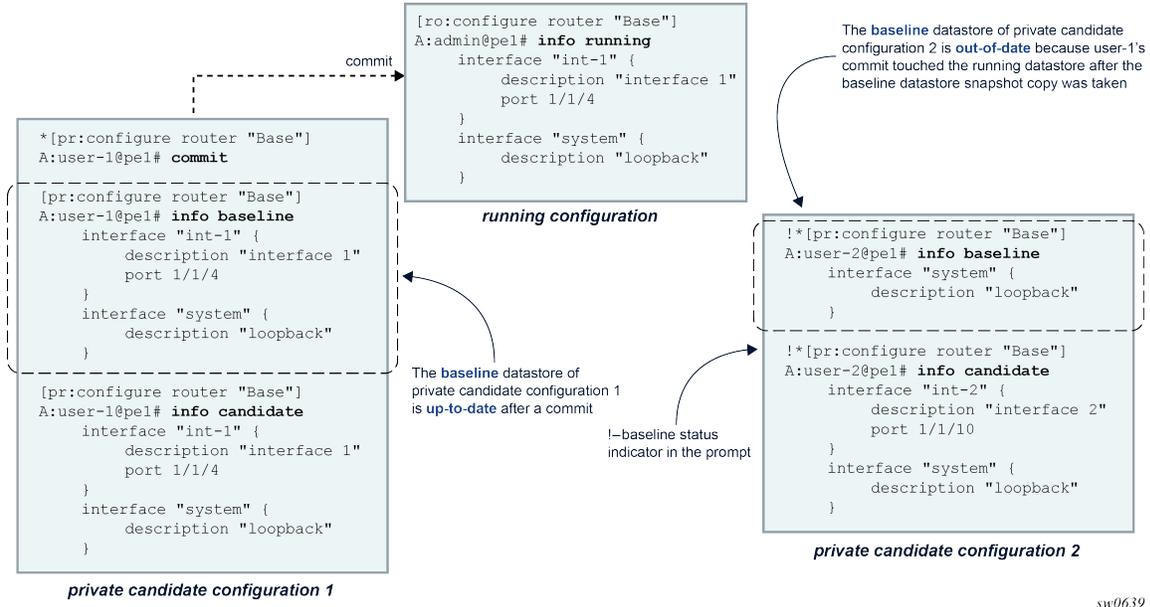 commit
*[pr:configure router "Base"]
A:user-1@pe1# commit
[pr:configure router "Base"]
A:user-1@pe1# info baseline
interface "int-1" {
description "interface 1"
port 1/1/4
}
interface "system" {
description "loopback"
}
[pr:configure router "Base"]
A:user-1@pe1# info candidate
interface "int-1" {
description "interface 1"
port 1/1/4
}
interface "system" {
description "loopback"
}
private candidate configuration 1
[ro:configure router "Base"]
A:admin@pe1# info running
interface "int-1" {
description "interface 1"
port 1/1/4
}
interface "system" {
description "loopback"
}
running configuration
The baseline datastore of
private candidate configuration 1
is up-to-date after a commit
!–baseline status
indicator in the prompt
The baseline datastore of private candidate
configuration 2 is out-of-date because user-1's
commit touched the running datastore after the
baseline datastore snapshot copy was taken
!*[pr:configure router "Base"]
A:user-2@pe1# info baseline
interface "system" {
description "loopback"
}
!*[pr:configure router "Base"]
A:user-2@pe1# info candidate
interface "int-2" {
description "interface 2"
port 1/1/10
}
interface "system" {
description "loopback"
}
private candidate configuration 2
sw0639